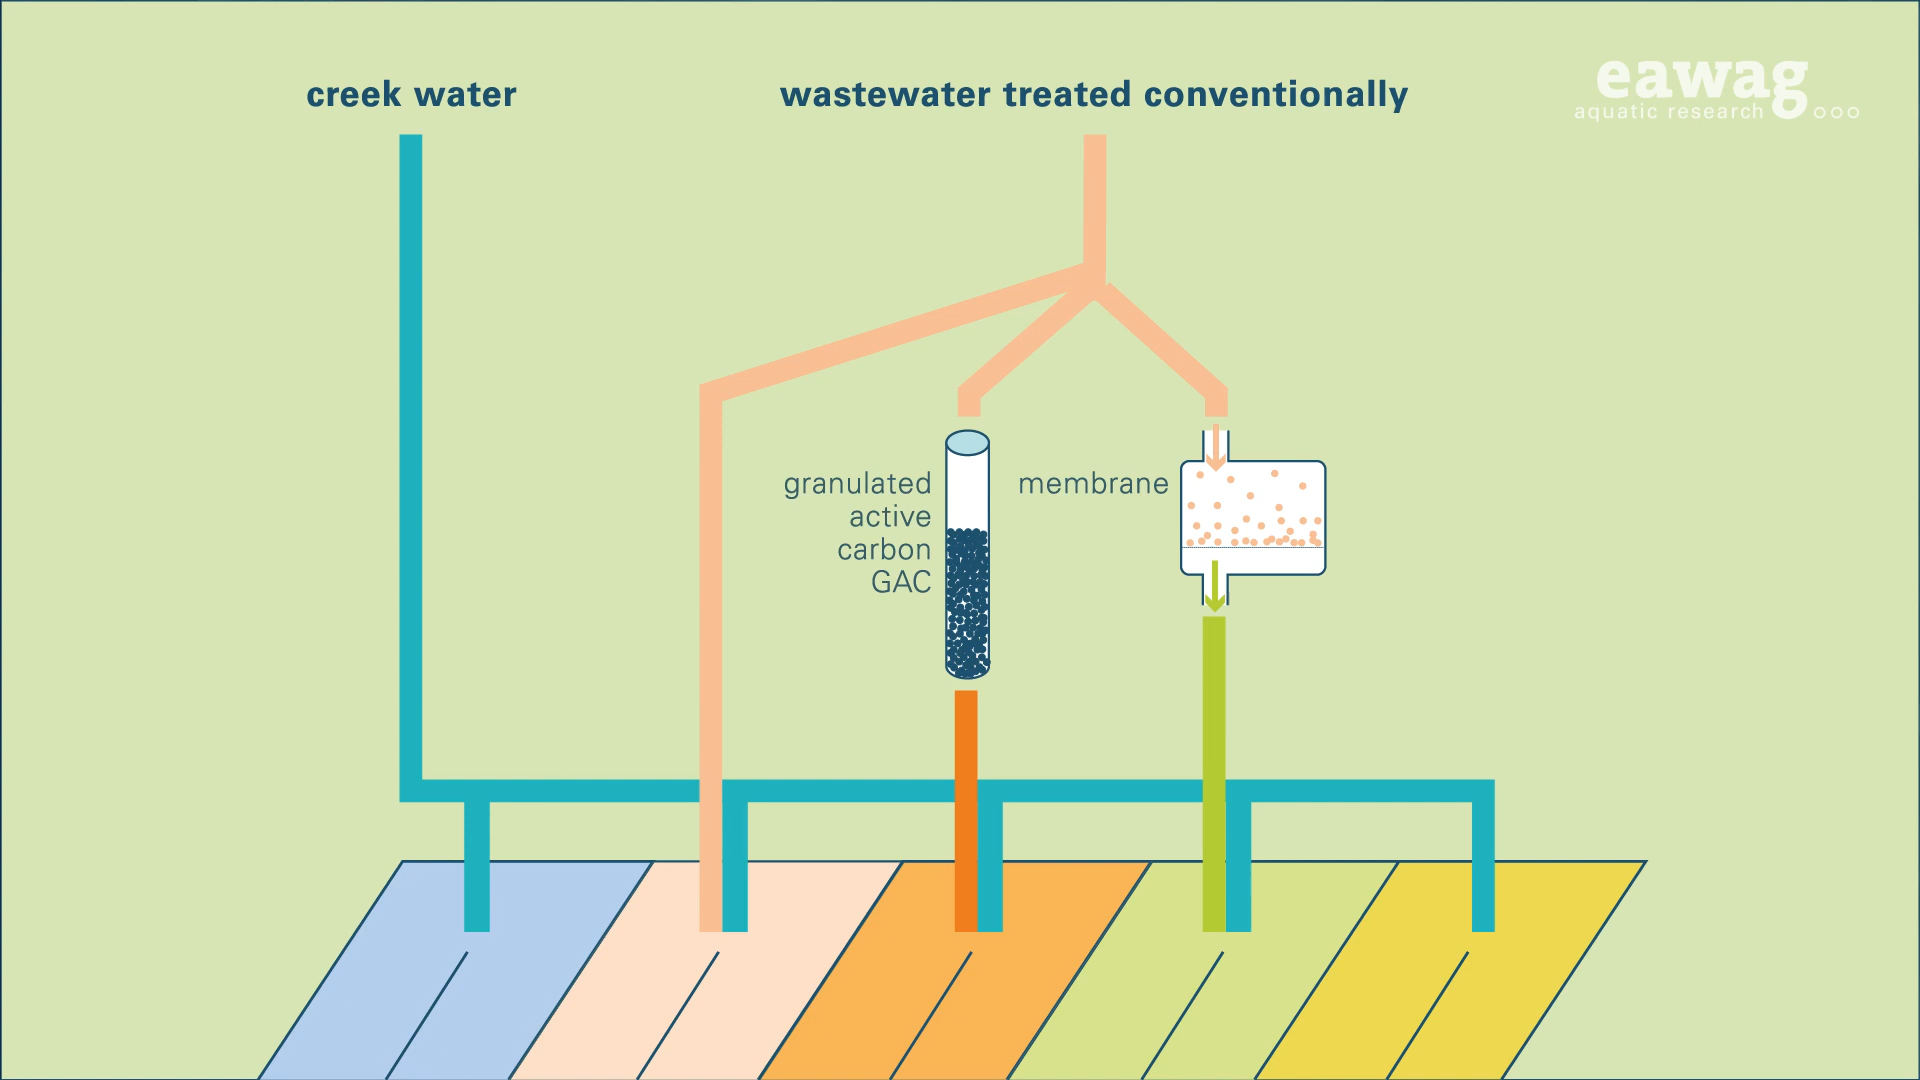 creek water
wastewater treated conventionally
eawag
aquatic research
granulated
active
carbon
GAC
membrane